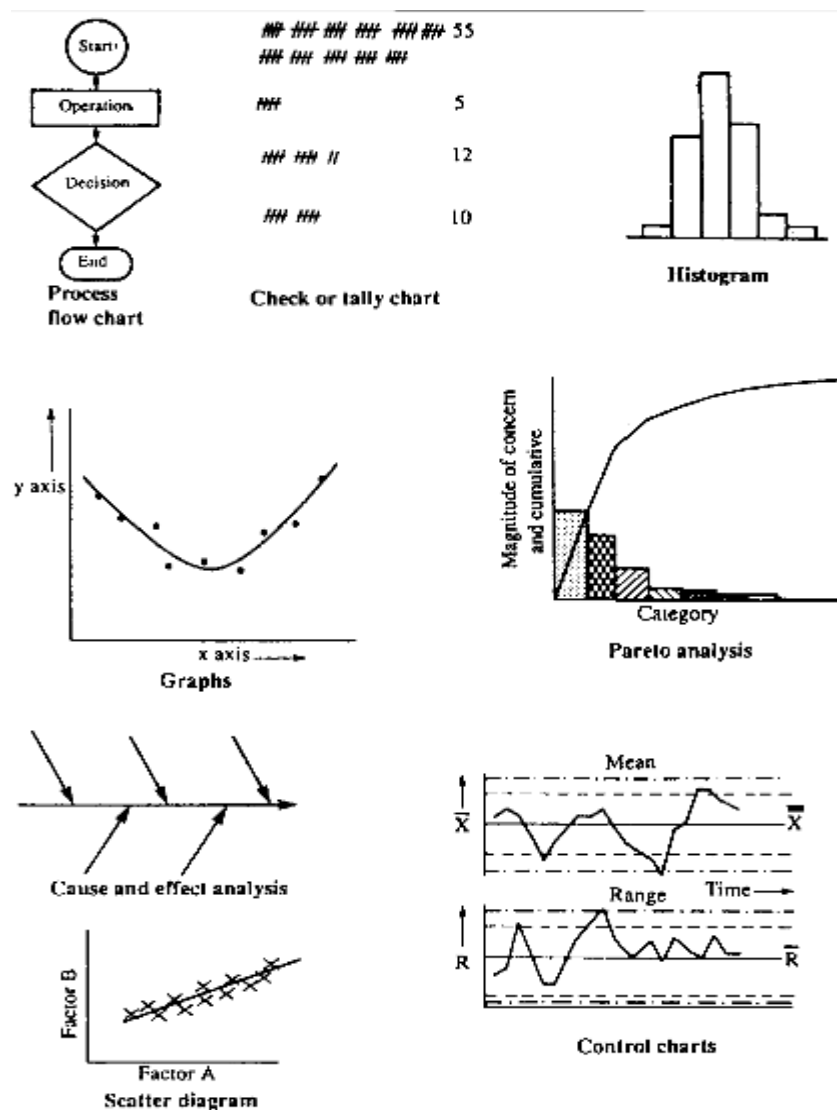 Start
Operation
Decision
End
Process
flow chart
55
5
12
10
Check or tally chart
Histogram
y axis
x axis
Graphs
Magnitude of concern
and cumulative
Category
Pareto analysis
Cause and effect analysis
Mean
X̄
X̿
Time
Range
R
R̄
Control charts
Factor B
Factor A
Scatter diagram